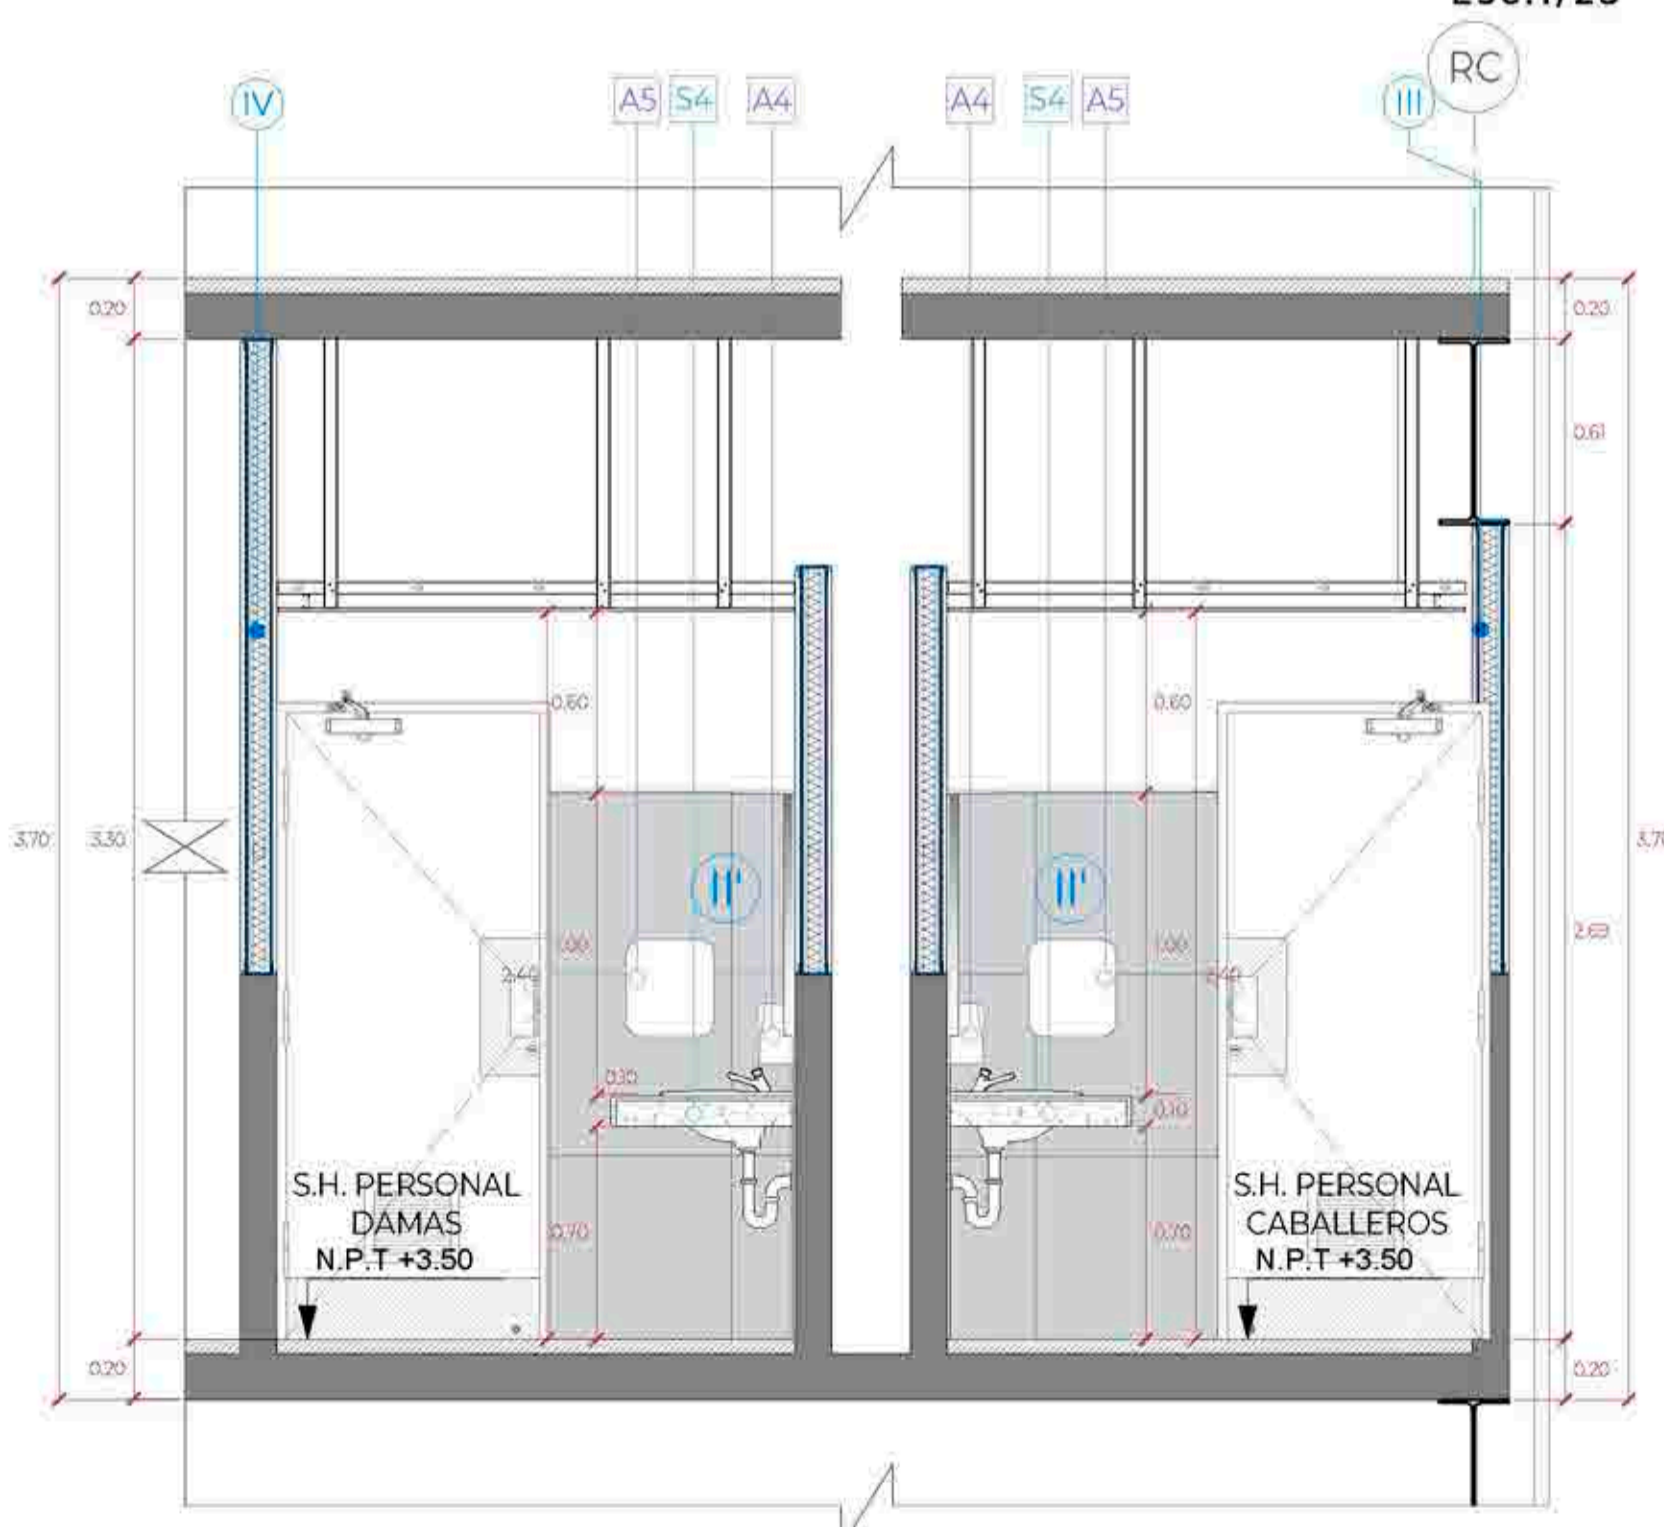 IV
A5
S4
A4
A4
S4
A5
III
RC
0.20
0.20
0.61
0.60
0.60
3.70
3.30
II'
II'
1.00
1.00
2.40
2.40
2.69
3.70
0.10
0.10
S.H. PERSONAL
DAMAS
N.P.T +3.50
S.H. PERSONAL
CABALLEROS
N.P.T +3.50
0.70
0.70
0.20
0.20